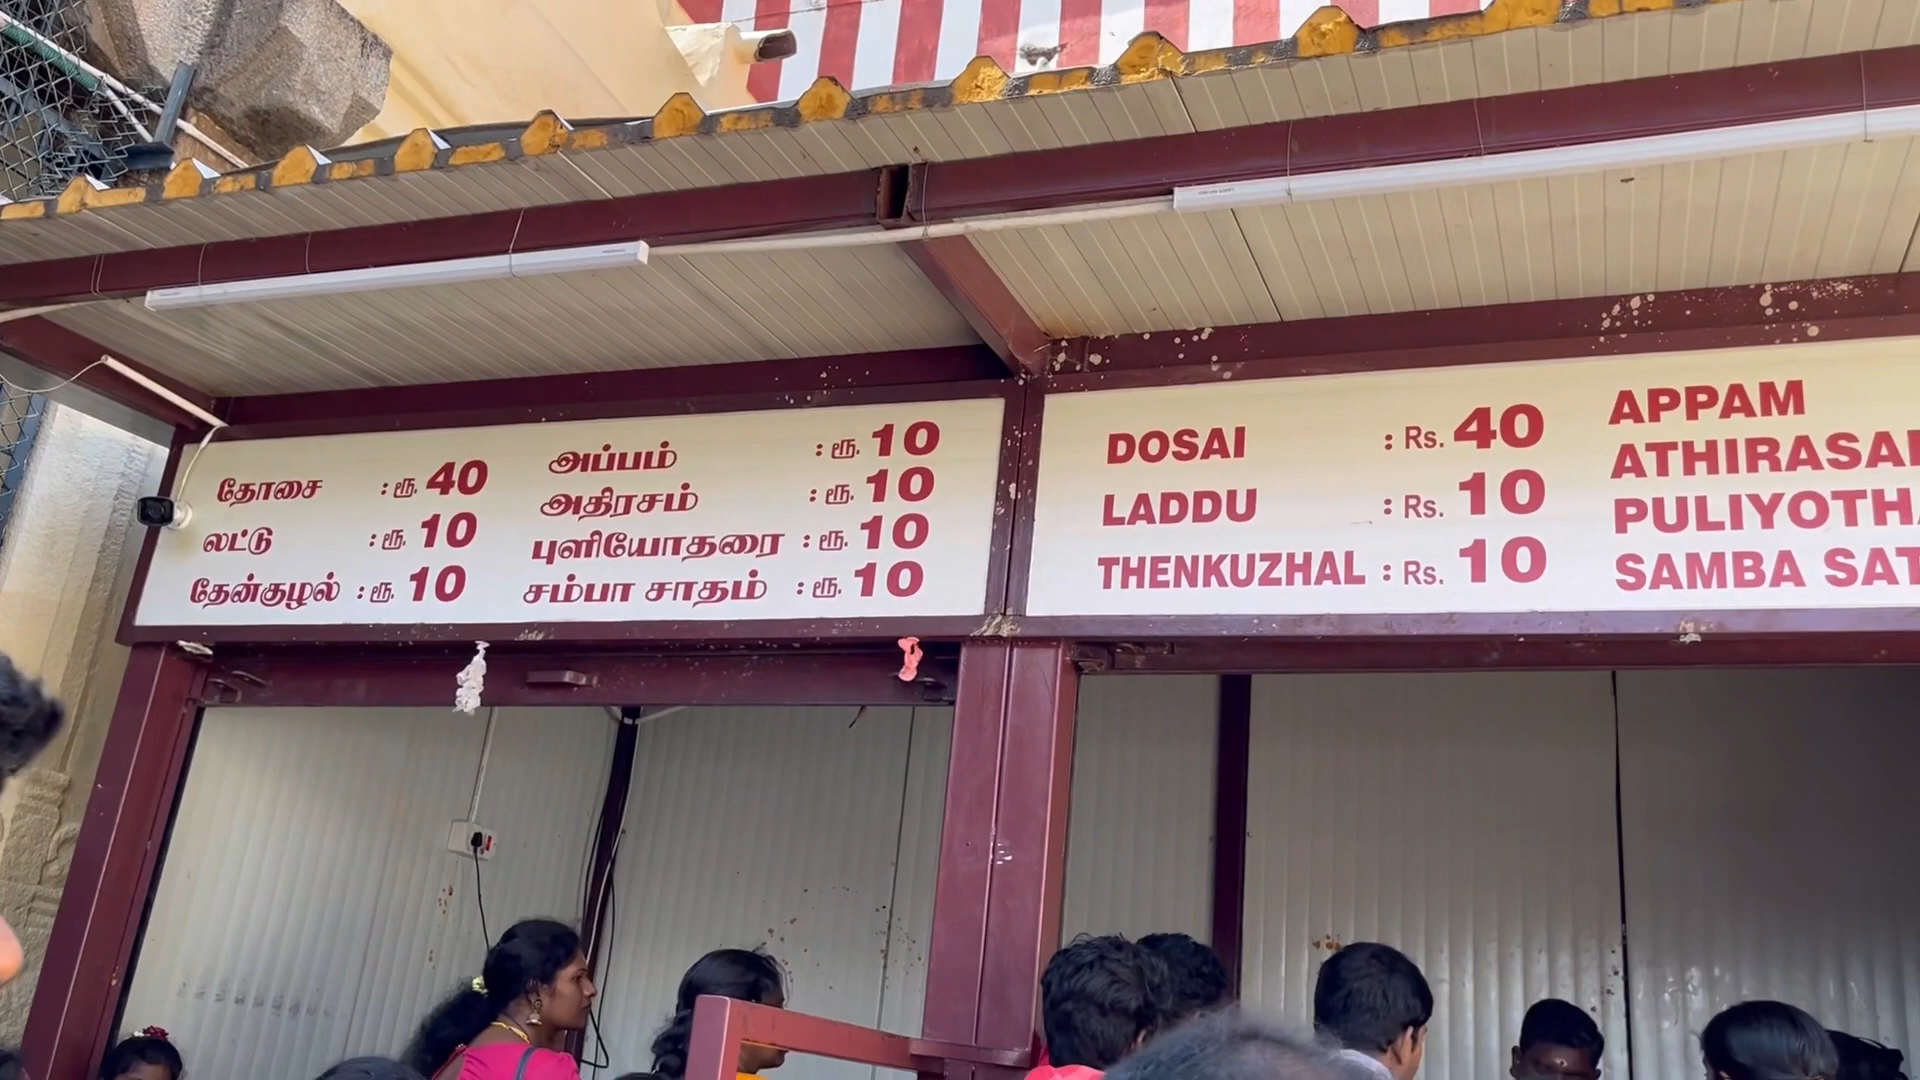 தோசை : ரூ. 40
லட்டு : ரூ. 10
தேன்குழல் : ரூ. 10
அப்பம் : ரூ. 10
அதிரசம் : ரூ. 10
புளியோதரை : ரூ. 10
சம்பா சாதம் : ரூ. 10
DOSAI : Rs. 40
LADDU : Rs. 10
THENKUZHAL : Rs. 10
APPAM
ATHIRASA
PULIYOTH
SAMBA SAT